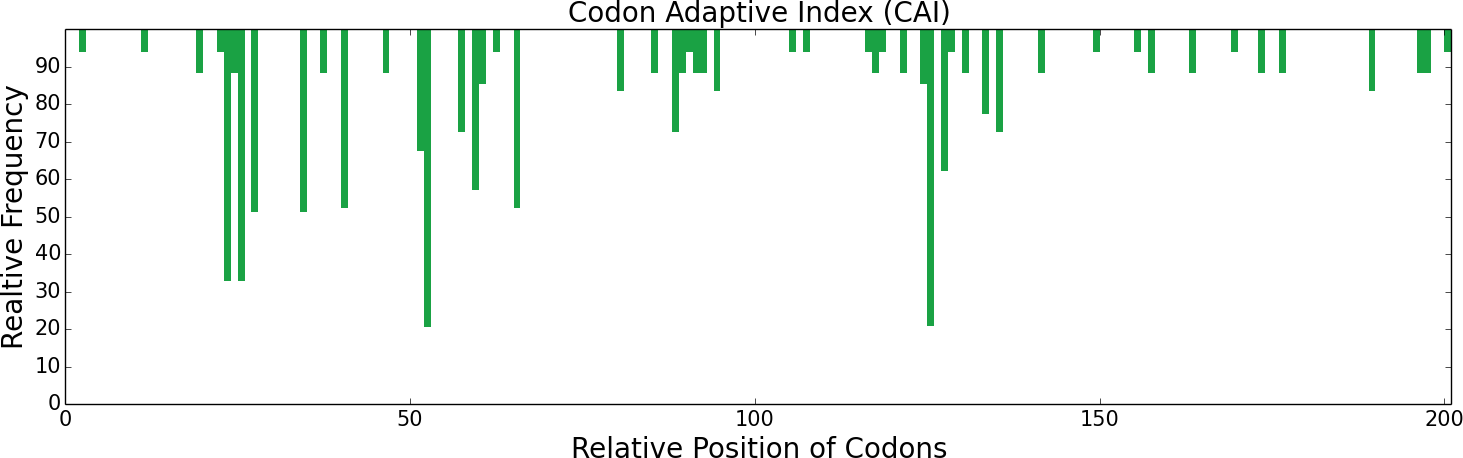 Codon Adaptive Index (CAI)
90
80
70
60
50
40
30
20
10
0
Realtive Frequency
0 50 100 150 200
Relative Position of Codons